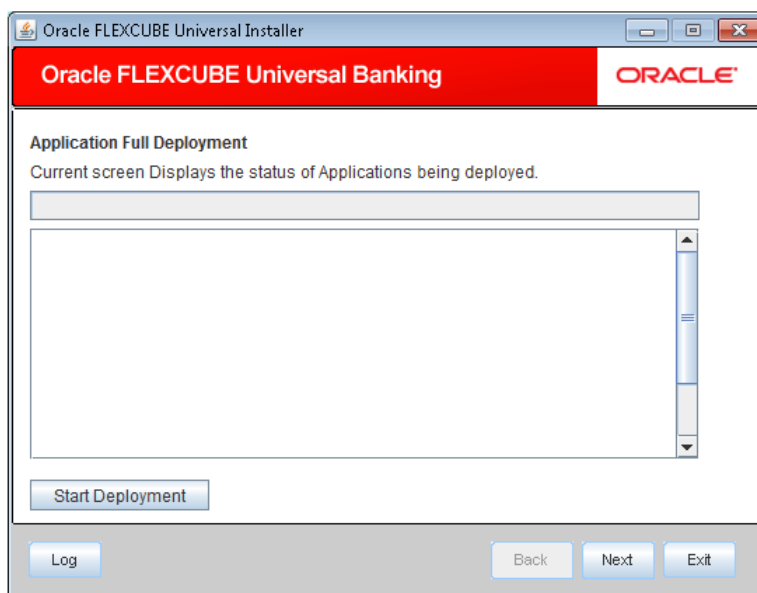 Oracle FLEXCUBE Universal Installer
Oracle FLEXCUBE Universal Banking
ORACLE
Application Full Deployment
Current screen Displays the status of Applications being deployed.
Start Deployment
Log
Back
Next
Exit